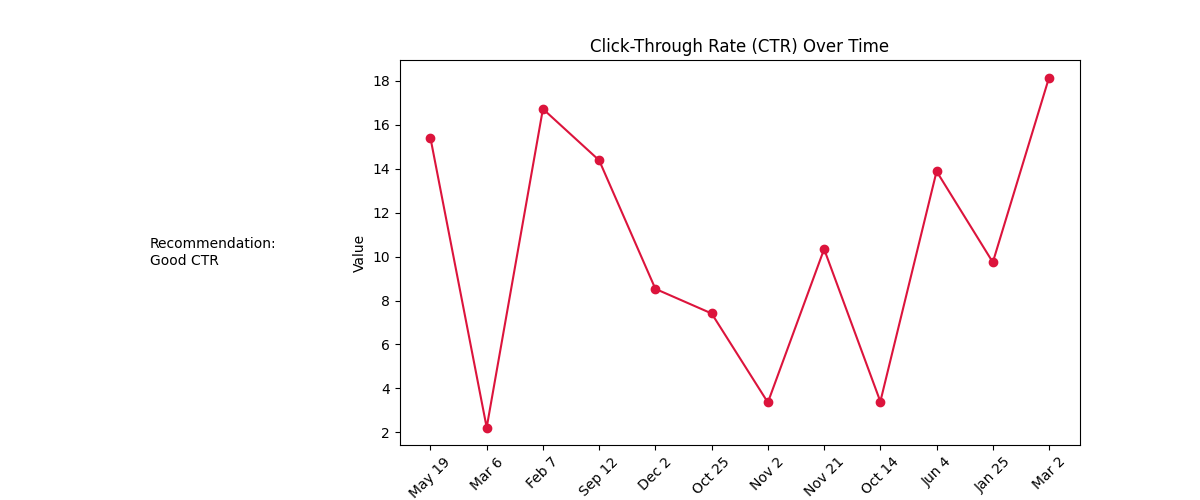 Click-Through Rate (CTR) Over Time
Recommendation:
Good CTR
Value
18
16
14
12
10
8
6
4
2
May 19
Mar 6
Feb 7
Sep 12
Dec 2
Oct 25
Nov 2
Nov 21
Oct 14
Jun 4
Jan 25
Mar 2